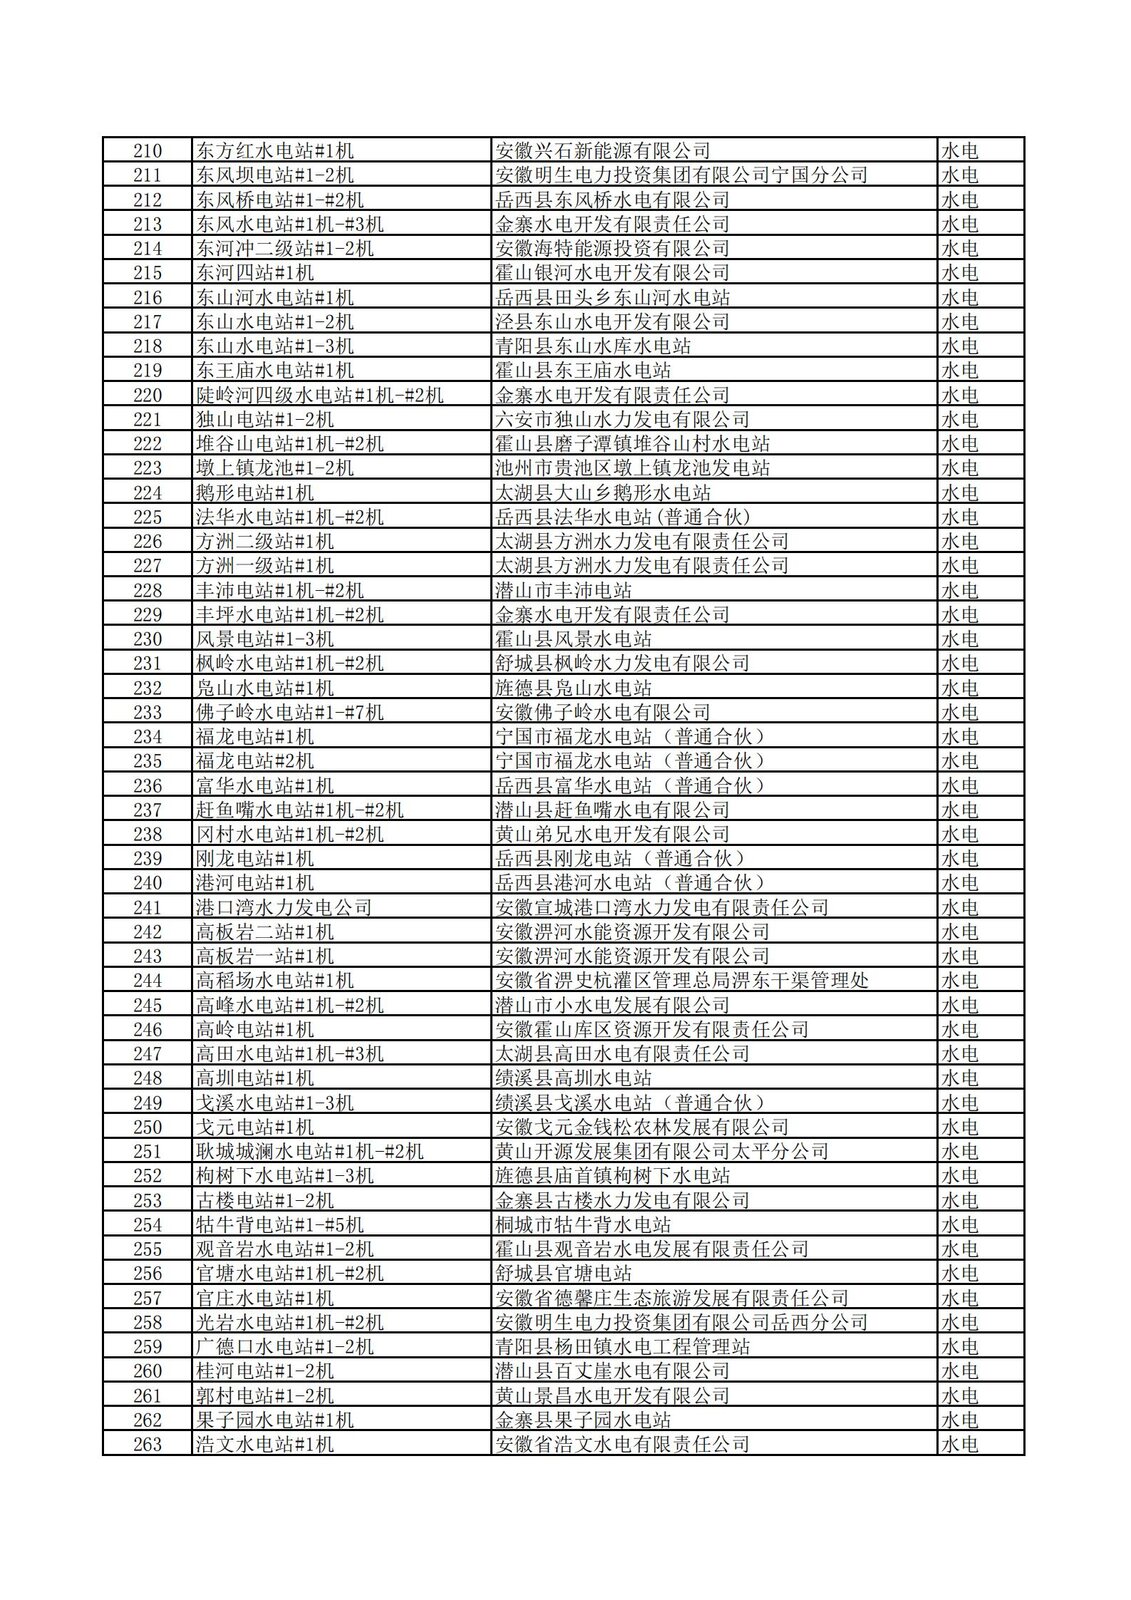 210 东方红水电站#1机 安徽兴石新能源有限公司 水电
211 东风坝电站#1-2机 安徽明生电力投资集团有限公司宁国分公司 水电
212 东风桥电站#1-#2机 岳西县东风桥水电有限公司 水电
213 东风水电站#1机-#3机 金寨水电开发有限责任公司 水电
214 东河冲二级站#1-2机 安徽海特能源投资有限公司 水电
215 东河四站#1机 霍山银河水电开发有限公司 水电
216 东山河水电站#1机 岳西县田头乡东山河水电站 水电
217 东山水电站#1-2机 泾县东山水电开发有限公司 水电
218 东山水电站#1-3机 青阳县东山水库水电站 水电
219 东王庙水电站#1机 霍山县东王庙水电站 水电
220 陡岭河四级水电站#1机-#2机 金寨水电开发有限责任公司 水电
221 独山电站#1-2机 六安市独山水力发电有限公司 水电
222 堆谷山电站#1机-#2机 霍山县磨子潭镇堆谷山村水电站 水电
223 墩上镇龙池#1-2机 池州市贵池区墩上镇龙池发电站 水电
224 鹅形电站#1机 太湖县大山乡鹅形水电站 水电
225 法华水电站#1机-#2机 岳西县法华水电站(普通合伙) 水电
226 方洲二级站#1机 太湖县方洲水力发电有限责任公司 水电
227 方洲一级站#1机 太湖县方洲水力发电有限责任公司 水电
228 丰沛电站#1机-#2机 潜山市丰沛电站 水电
229 丰坪水电站#1机-#2机 金寨水电开发有限责任公司 水电
230 风景电站#1-3机 霍山县风景水电站 水电
231 枫岭水电站#1机-#2机 舒城县枫岭水力发电有限公司 水电
232 凫山水电站#1机 旌德县凫山水电站 水电
233 佛子岭水电站#1-#7机 安徽佛子岭水电有限公司 水电
234 福龙电站#1机 宁国市福龙水电站（普通合伙） 水电
235 福龙电站#2机 宁国市福龙水电站（普通合伙） 水电
236 富华水电站#1机 岳西县富华水电站（普通合伙） 水电
237 赶鱼嘴水电站#1机-#2机 潜山县赶鱼嘴水电有限公司 水电
238 冈村水电站#1机-#2机 黄山弟兄水电开发有限公司 水电
239 刚龙电站#1机 岳西县刚龙电站（普通合伙） 水电
240 港河电站#1机 岳西县港河水电站（普通合伙） 水电
241 港口湾水力发电公司 安徽宣城港口湾水力发电有限责任公司 水电
242 高板岩二站#1机 安徽淠河水能资源开发有限公司 水电
243 高板岩一站#1机 安徽淠河水能资源开发有限公司 水电
244 高稻场水电站#1机 安徽省淠史杭灌区管理总局淠东干渠管理处 水电
245 高峰水电站#1机-#2机 潜山市小水电发展有限公司 水电
246 高岭电站#1机 安徽霍山库区资源开发有限责任公司 水电
247 高田水电站#1机-#3机 太湖县高田水电有限责任公司 水电
248 高圳电站#1机 绩溪县高圳水电站 水电
249 戈溪水电站#1-3机 绩溪县戈溪水电站（普通合伙） 水电
250 戈元电站#1机 安徽戈元金钱松农林发展有限公司 水电
251 耿城城澜水电站#1机-#2机 黄山开源发展集团有限公司太平分公司 水电
252 枸树下水电站#1-3机 旌德县庙首镇枸树下水电站 水电
253 古楼电站#1-2机 金寨县古楼水力发电有限公司 水电
254 牯牛背电站#1-#5机 桐城市牯牛背水电站 水电
255 观音岩水电站#1-2机 霍山县观音岩水电发展有限责任公司 水电
256 官塘水电站#1机-#2机 舒城县官塘电站 水电
257 官庄水电站#1机 安徽省德馨庄生态旅游发展有限责任公司 水电
258 光岩水电站#1机-#2机 安徽明生电力投资集团有限公司岳西分公司 水电
259 广德口水电站#1-2机 青阳县杨田镇水电工程管理站 水电
260 桂河电站#1-2机 潜山县百丈崖水电有限公司 水电
261 郭村电站#1-2机 黄山景昌水电开发有限公司 水电
262 果子园水电站#1机 金寨县果子园水电站 水电
263 浩文水电站#1机 安徽省浩文水电有限责任公司 水电